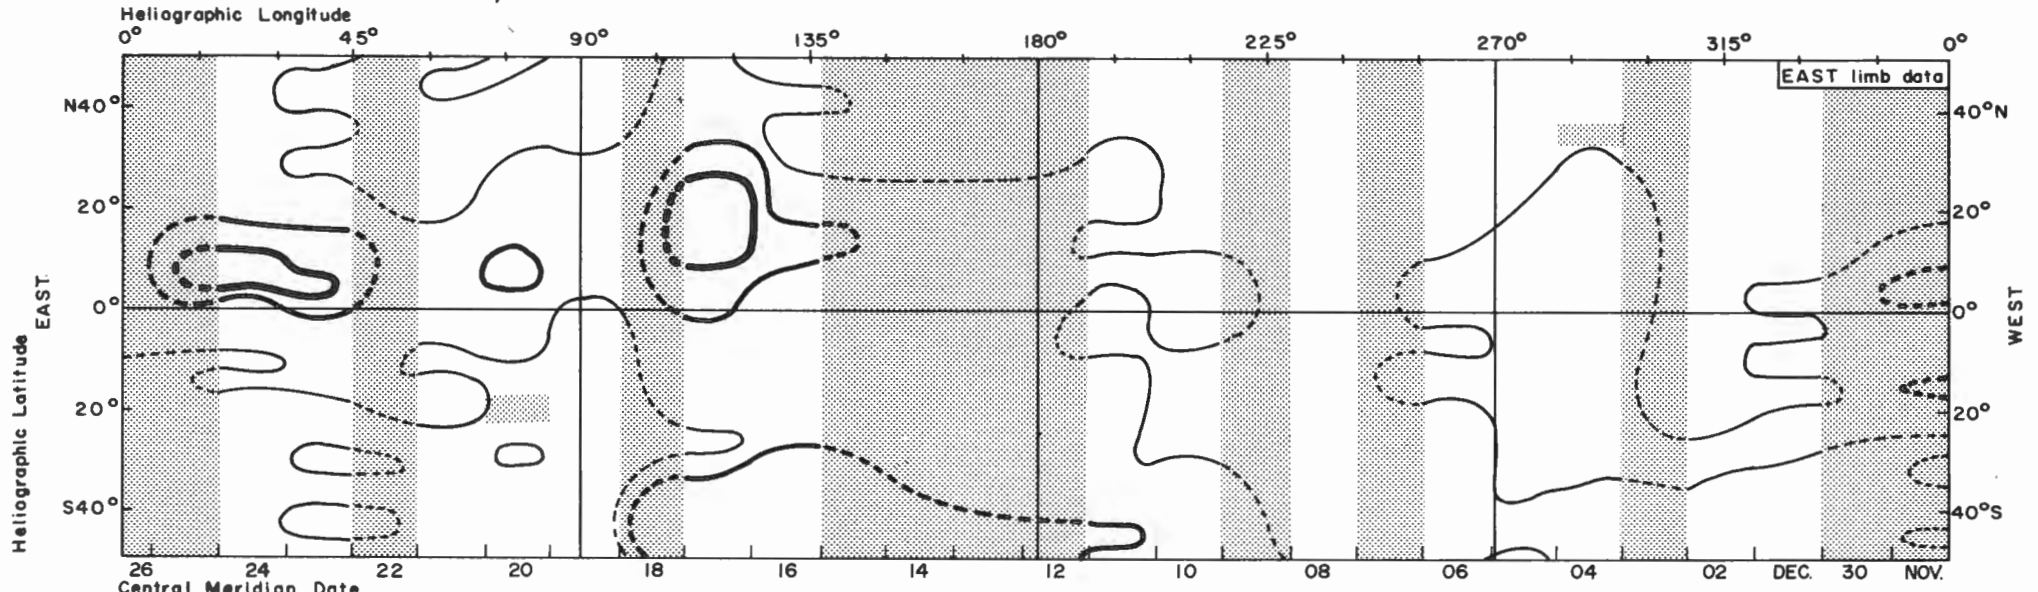 Heliographic Longitude
0° 45° 90° 135° 180° 225° 270° 315° 0°
EAST limb data
N40° 40°N
20° 20°
0° 0°
20° 20°
S40° 40°S
EAST
WEST
Heliographic Latitude
26 24 22 20 18 16 14 12 10 08 06 04 02 DEC. 30 NOV.
Central Meridian Date